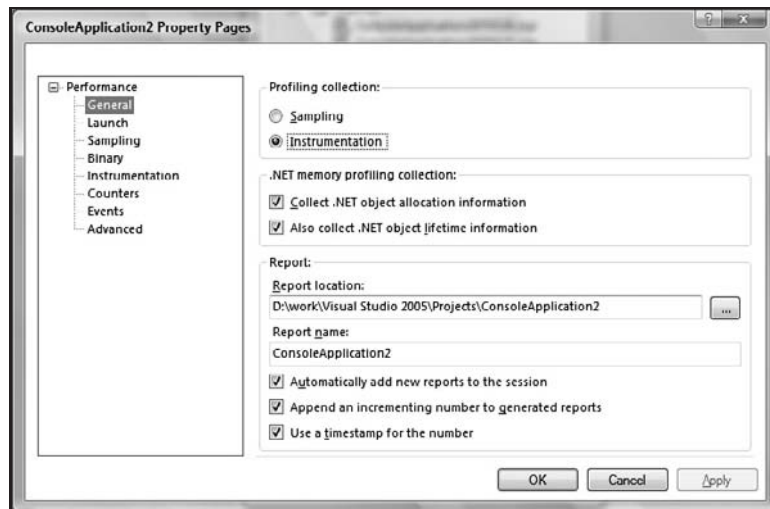 ConsoleApplication2 Property Pages
Performance
General
Launch
Sampling
Binary
Instrumentation
Counters
Events
Advanced
Profiling collection:
Sampling
Instrumentation
.NET memory profiling collection:
Collect .NET object allocation information
Also collect .NET object lifetime information
Report:
Report location:
D:\work\Visual Studio 2005\Projects\ConsoleApplication2
...
Report name:
ConsoleApplication2
Automatically add new reports to the session
Append an incrementing number to generated reports
Use a timestamp for the number
OK
Cancel
Apply